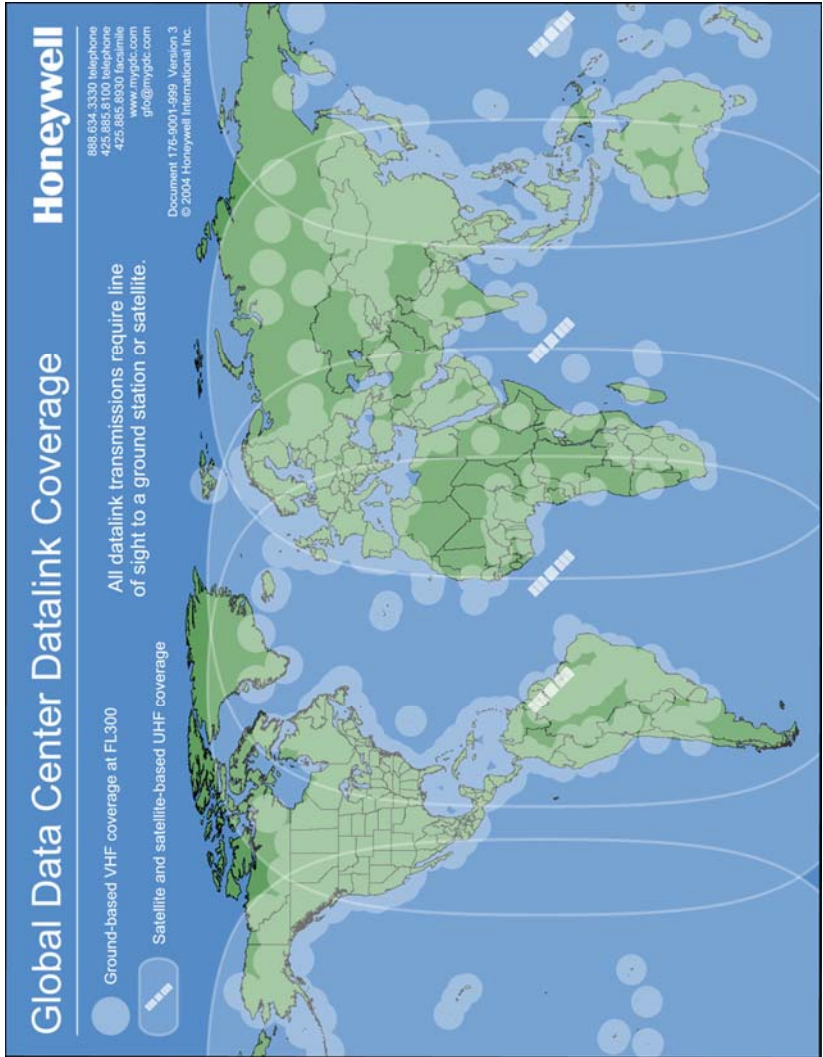 Global Data Center Datalink Coverage
Honeywell
888.634.3330 telephone
425.885.8100 telephone
425.885.8930 facsimile
www.mygdc.com
gfo@mygdc.com
Document 176-9001-999 Version 3
© 2004 Honeywell International Inc.
Ground-based VHF coverage at FL300
Satellite and satellite-based UHF coverage
All datalink transmissions require line
of sight to a ground station or satellite.